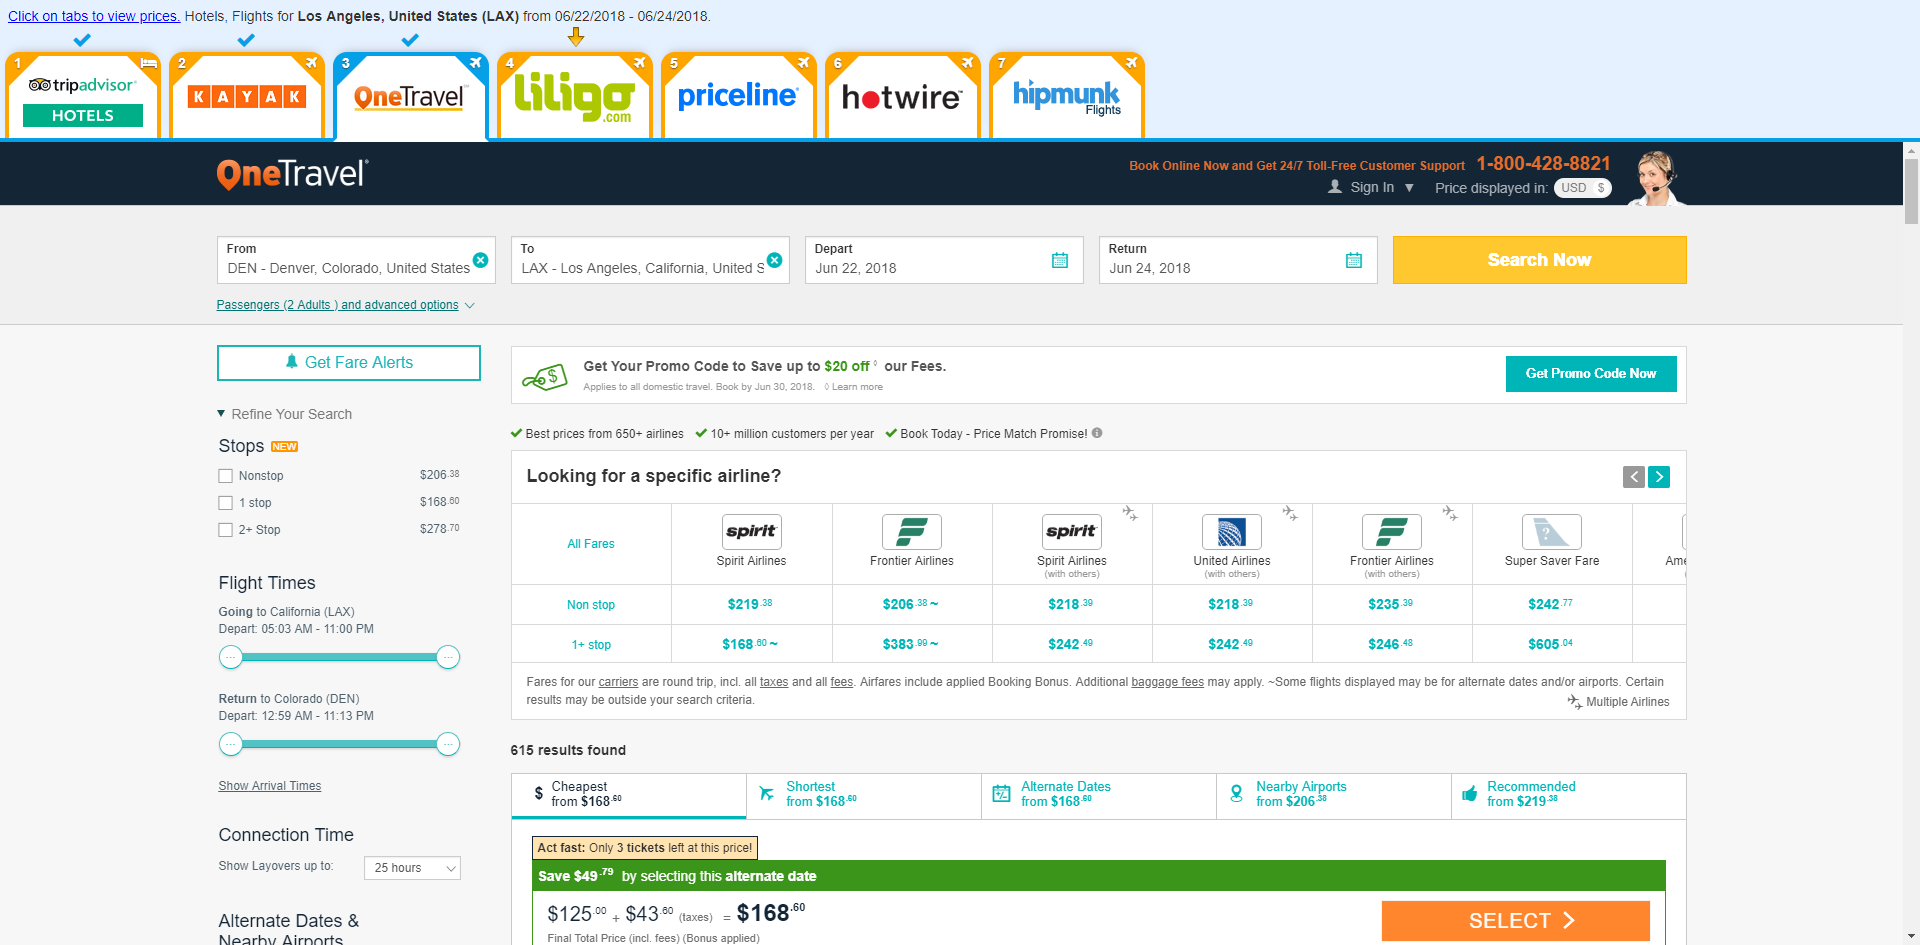 Click on tabs to view prices. Hotels, Flights for Los Angeles, United States (LAX) from 06/22/2018 - 06/24/2018.
1 tripadvisor HOTELS
2 KAYAK
3 OneTravel
4 liligo.com
5 priceline
6 hotwire
7 hipmunk Flights
OneTravel
Book Online Now and Get 24/7 Toll-Free Customer Support 1-800-428-8821
Sign In ▼ Price displayed in: USD $
From
DEN - Denver, Colorado, United States
To
LAX - Los Angeles, California, United S
Depart
Jun 22, 2018
Return
Jun 24, 2018
Search Now
Passengers (2 Adults ) and advanced options
Get Fare Alerts
Refine Your Search
Stops NEW
Nonstop $206.38
1 stop $168.60
2+ Stop $278.70
Flight Times
Going to California (LAX)
Depart: 05:03 AM - 11:00 PM
Return to Colorado (DEN)
Depart: 12:59 AM - 11:13 PM
Show Arrival Times
Connection Time
Show Layovers up to: 25 hours
Alternate Dates &
Nearby Airports
Get Your Promo Code to Save up to $20 off ◊ our Fees.
Applies to all domestic travel. Book by Jun 30, 2018. ◊ Learn more
Get Promo Code Now
Best prices from 650+ airlines 10+ million customers per year Book Today - Price Match Promise!
Looking for a specific airline?
All Fares
spirit Spirit Airlines
Frontier Airlines
spirit Spirit Airlines (with others)
United Airlines (with others)
Frontier Airlines (with others)
? Super Saver Fare
Ame
Non stop $219.38 $206.38 ~ $218.39 $218.39 $235.39 $242.77
1+ stop $168.60 ~ $383.99 ~ $242.49 $242.49 $246.48 $605.04
Fares for our carriers are round trip, incl. all taxes and all fees. Airfares include applied Booking Bonus. Additional baggage fees may apply. ~Some flights displayed may be for alternate dates and/or airports. Certain
results may be outside your search criteria.
Multiple Airlines
615 results found
$ Cheapest
from $168.60
Shortest
from $168.60
Alternate Dates
from $168.60
Nearby Airports
from $206.38
Recommended
from $219.38
Act fast: Only 3 tickets left at this price!
Save $49.79 by selecting this alternate date
$125.00 + $43.60 (taxes) = $168.60
SELECT
Final Total Price (incl. fees) (Bonus applied)